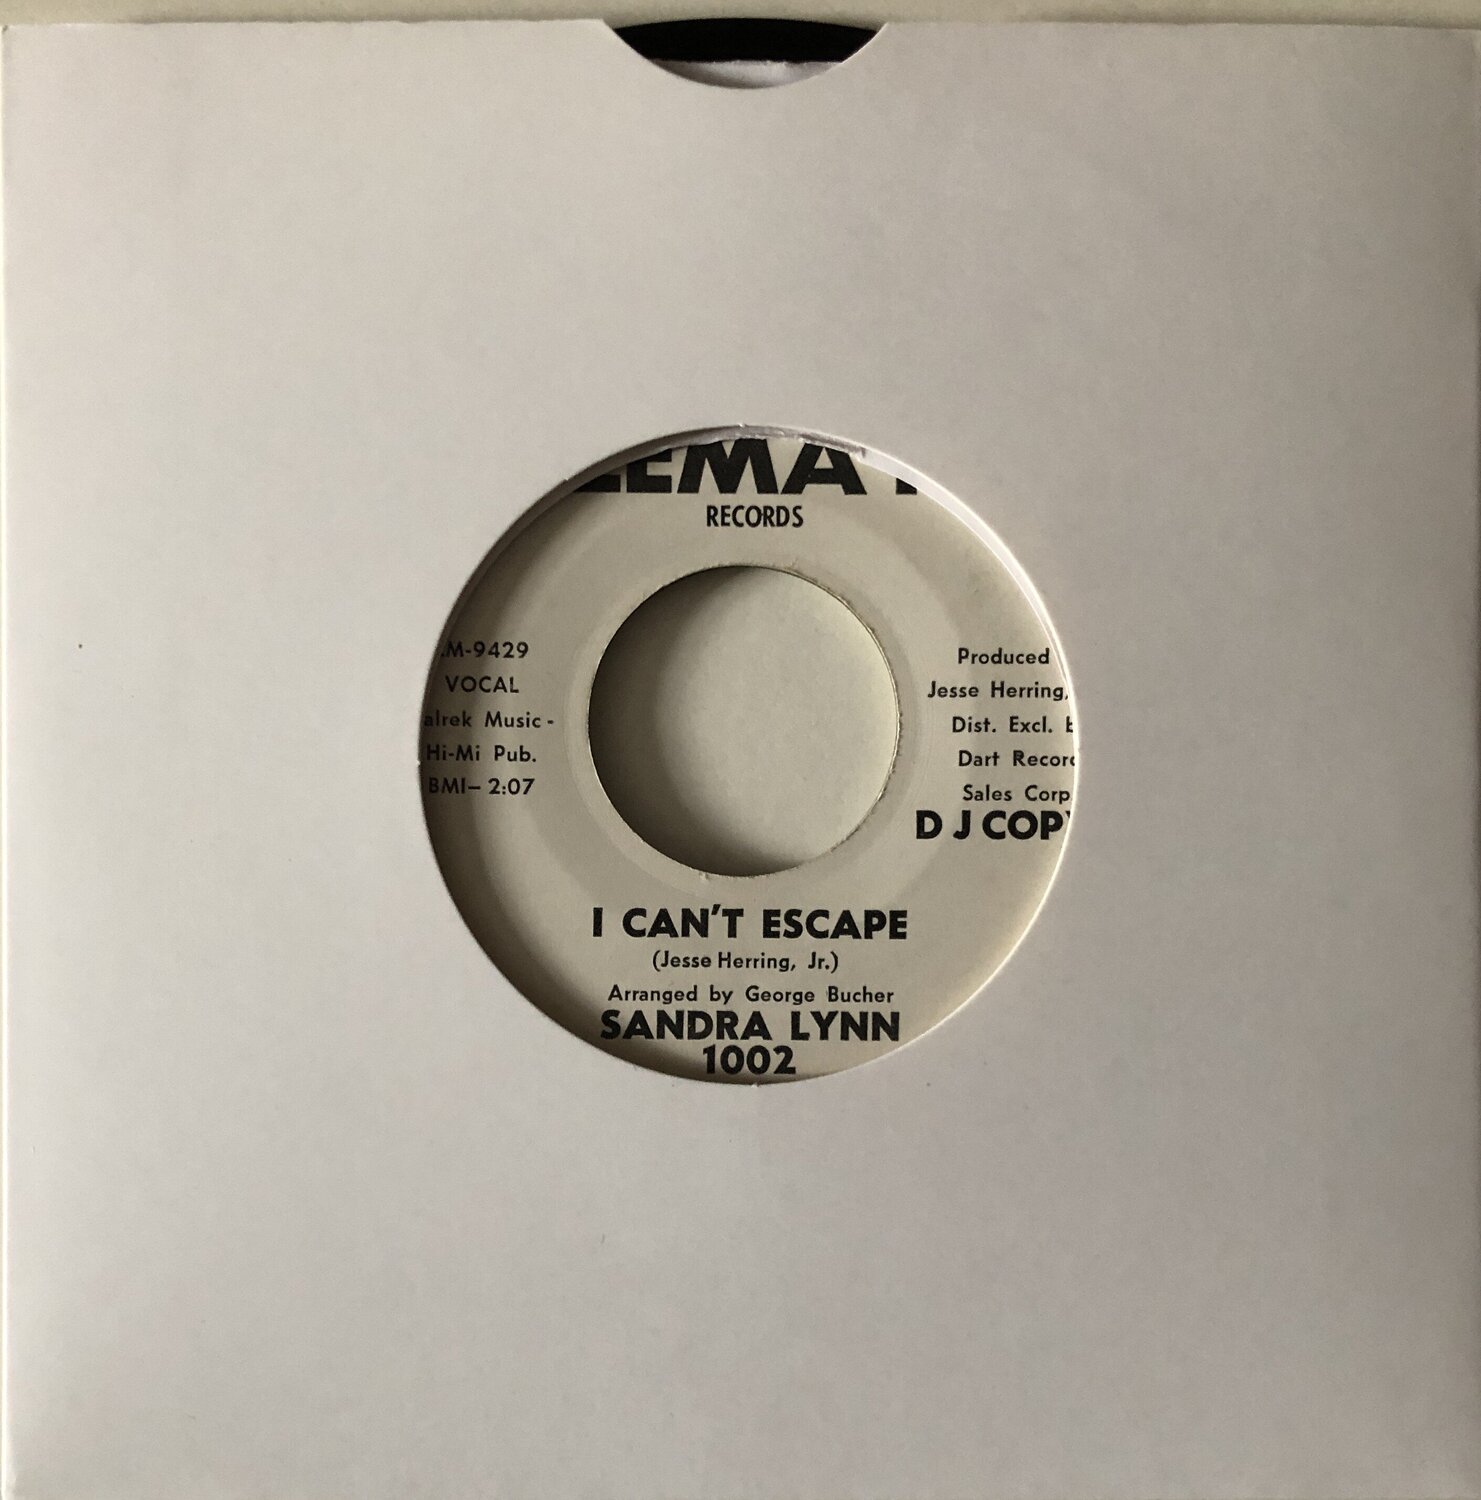 RECORDS
-9429
VOCAL
Music -
Hi-Mi Pub.
BMI– 2:07
Produced
Jesse Herring,
Dist. Excl.
Dart
Sales Corp
D J
I CAN'T ESCAPE
(Jesse Herring, Jr.)
Arranged by George Bucher
SANDRA LYNN
1002